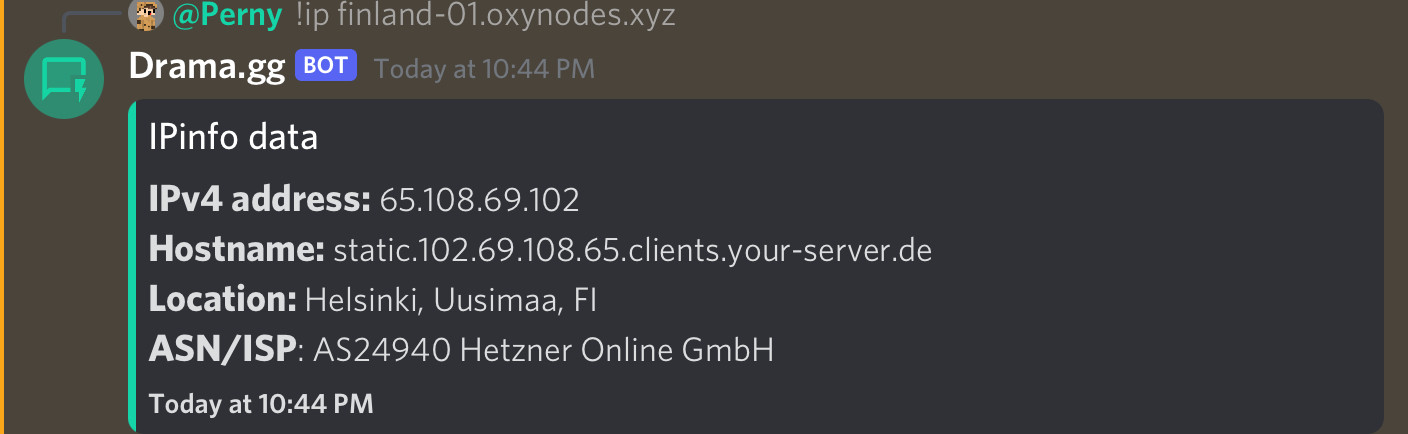 @Perny !ip finland-01.oxynodes.xyz
Drama.gg BOT Today at 10:44 PM
IPinfo data
IPv4 address: 65.108.69.102
Hostname: static.102.69.108.65.clients.your-server.de
Location: Helsinki, Uusimaa, FI
ASN/ISP: AS24940 Hetzner Online GmbH
Today at 10:44 PM